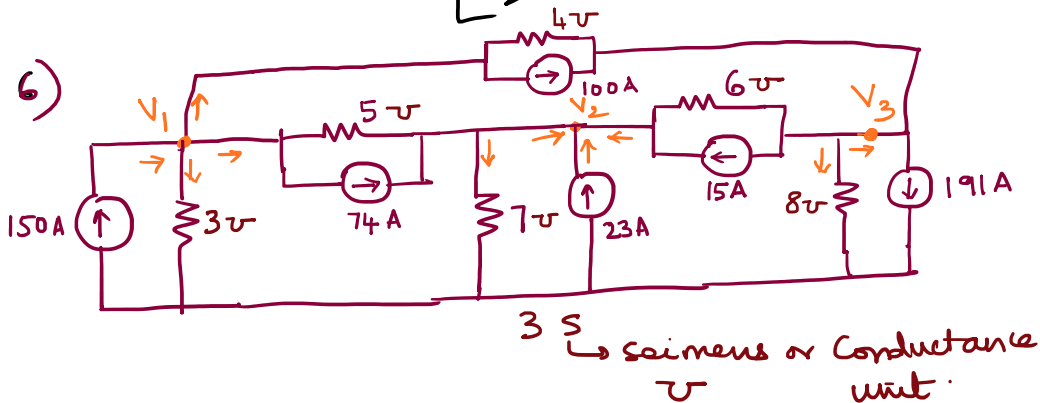 6)
4 ʊ
100A
V1
5 ʊ
V2
6 ʊ
V3
150A
3 ʊ
74 A
7 ʊ
23A
15A
8 ʊ
191A
3 S
↳ seimens or Conductance
ʊ unit.